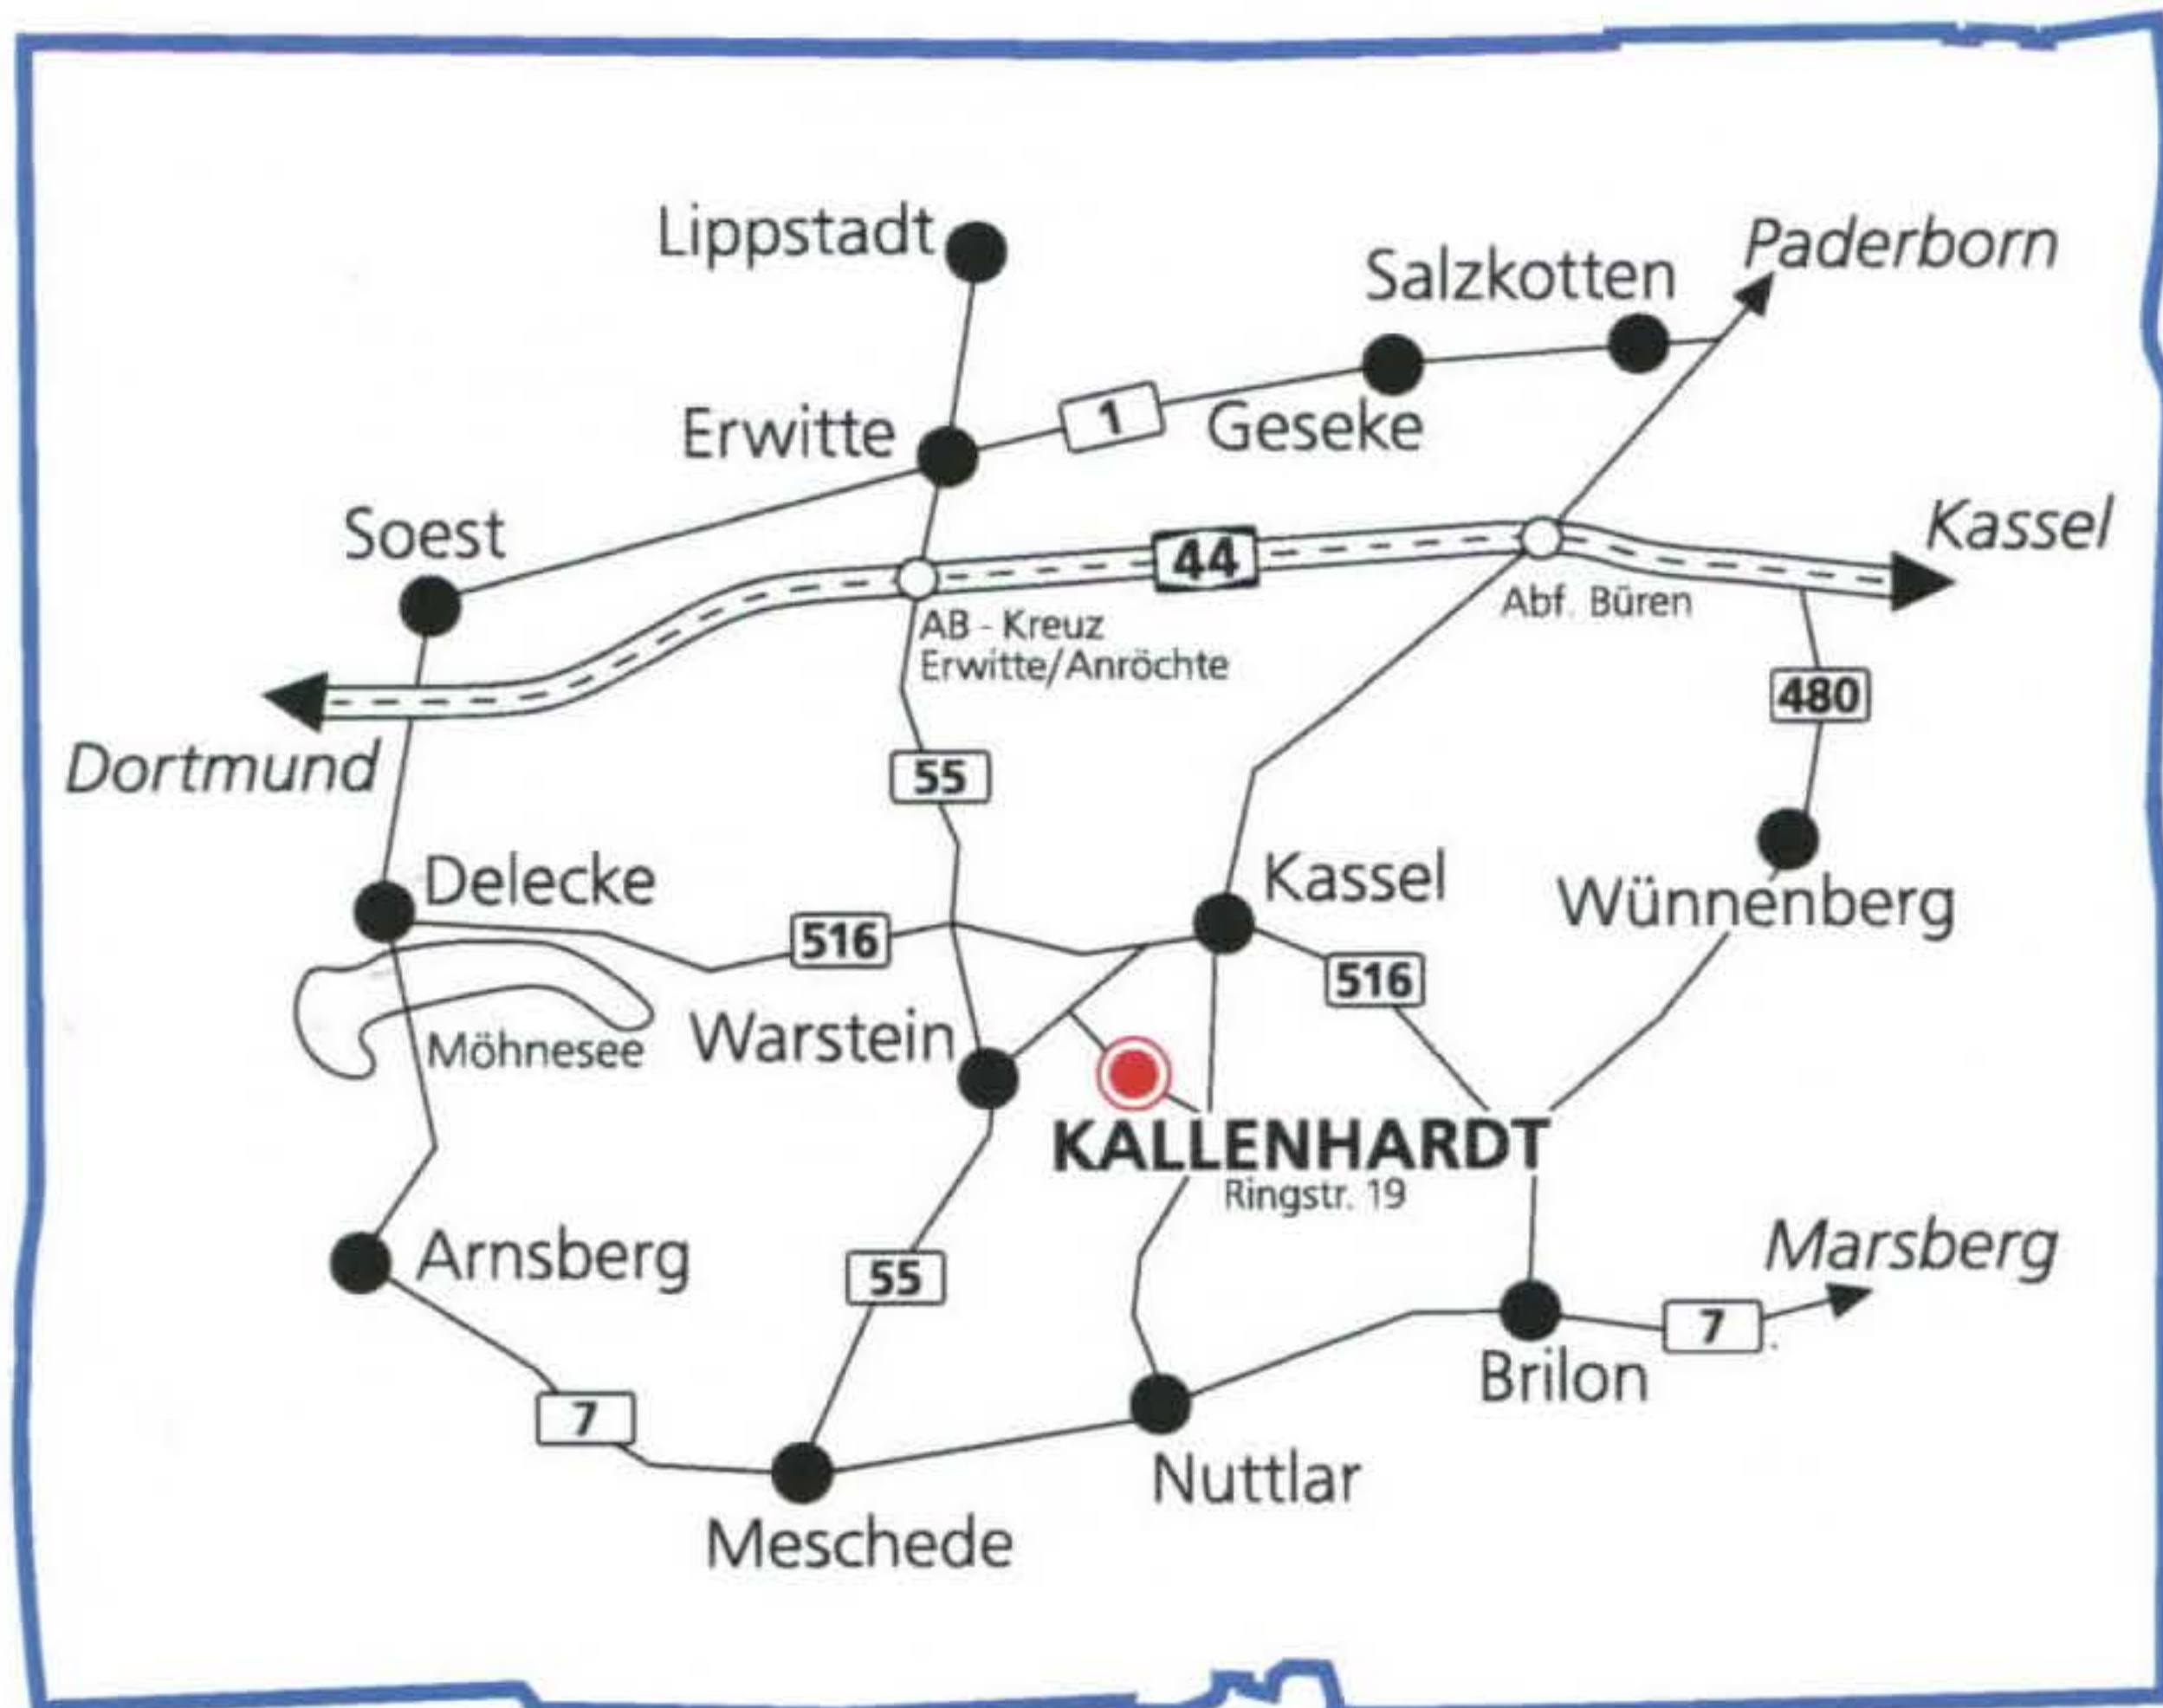 Lippstadt
Paderborn
Salzkotten
1
Geseke
Erwitte
Kassel
Soest
44
Abf. Büren
AB - Kreuz
Erwitte/Anröchte
480
Dortmund
55
Delecke
Kassel
Wünnenberg
516
516
Möhnesee
Warstein
KALLENHARDT
Ringstr. 19
Arnsberg
55
Marsberg
7
Brilon
7
Nuttlar
Meschede